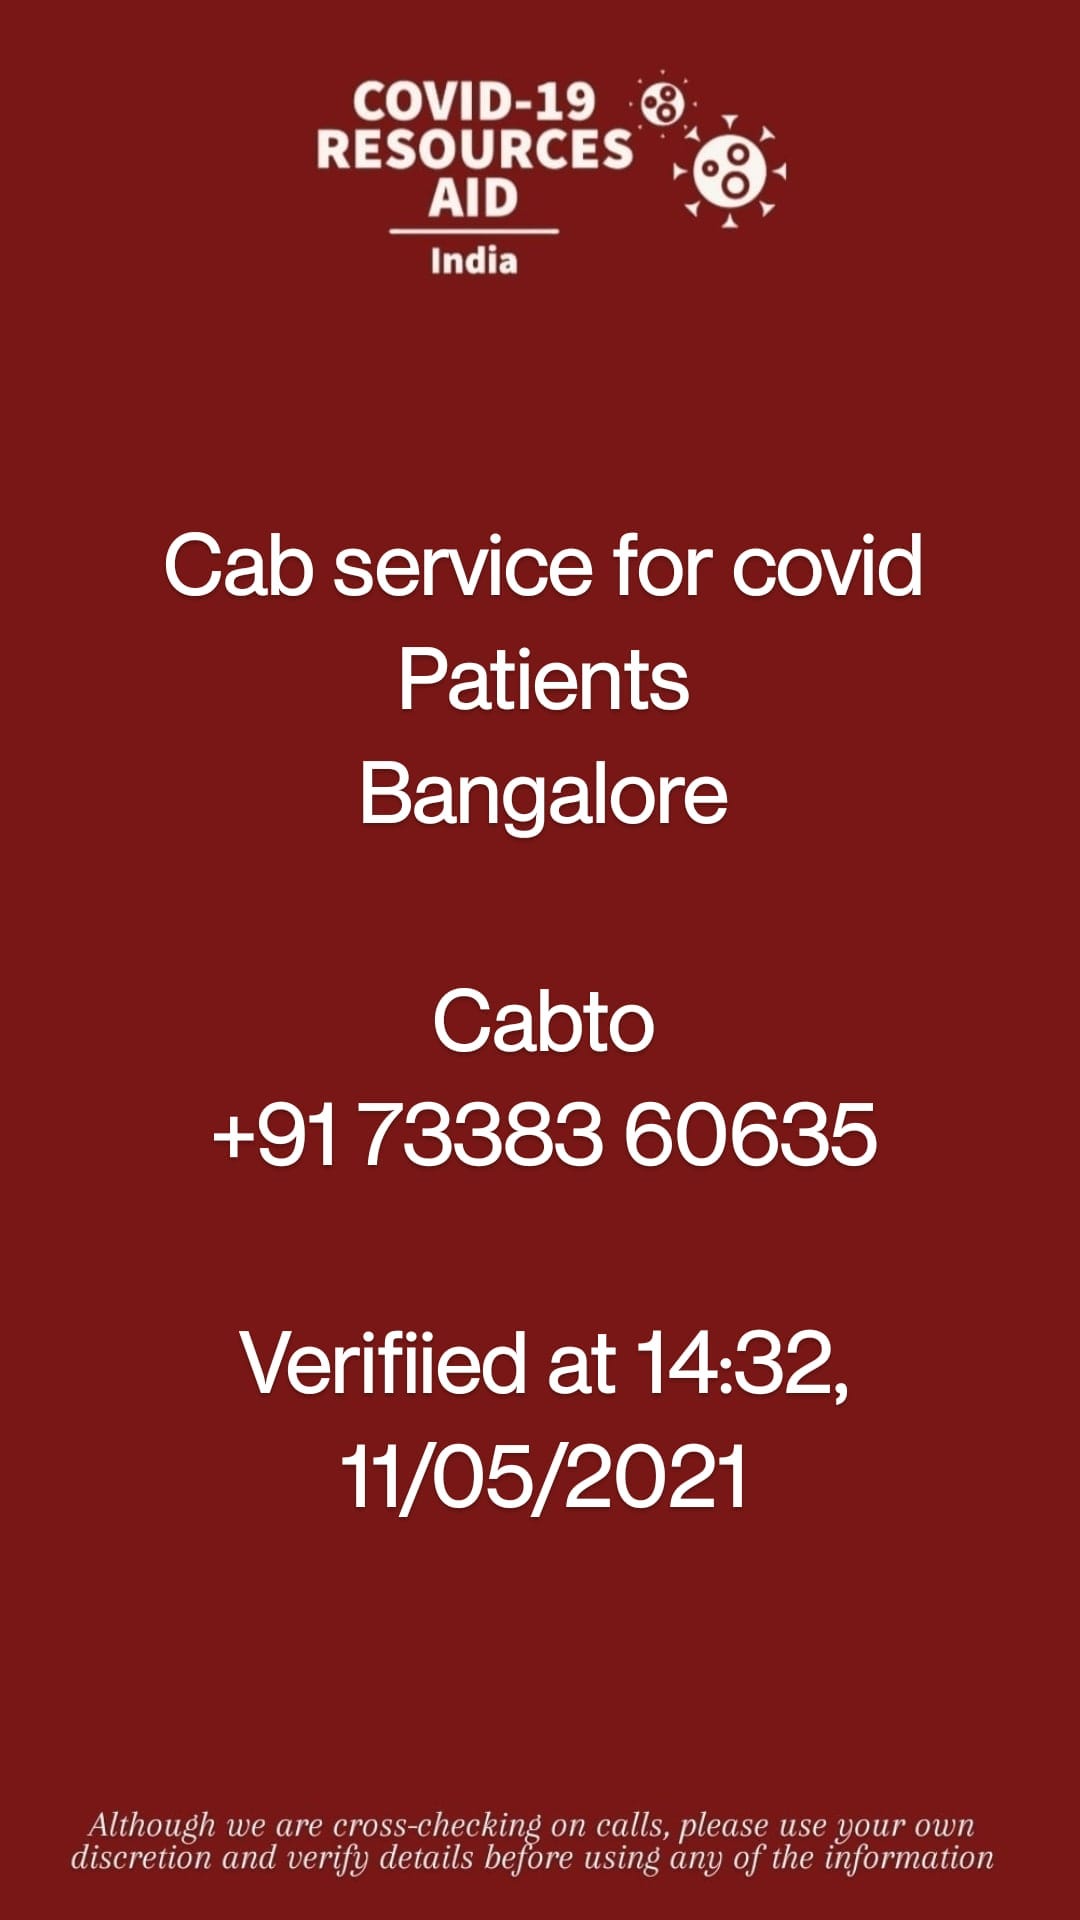 COVID-19
RESOURCES
AID
India
Cab service for covid
Patients
Bangalore
Cabto
+91 73383 60635
Verifiied at 14:32,
11/05/2021
Although we are cross-checking on calls, please use your own
discretion and verify details before using any of the information